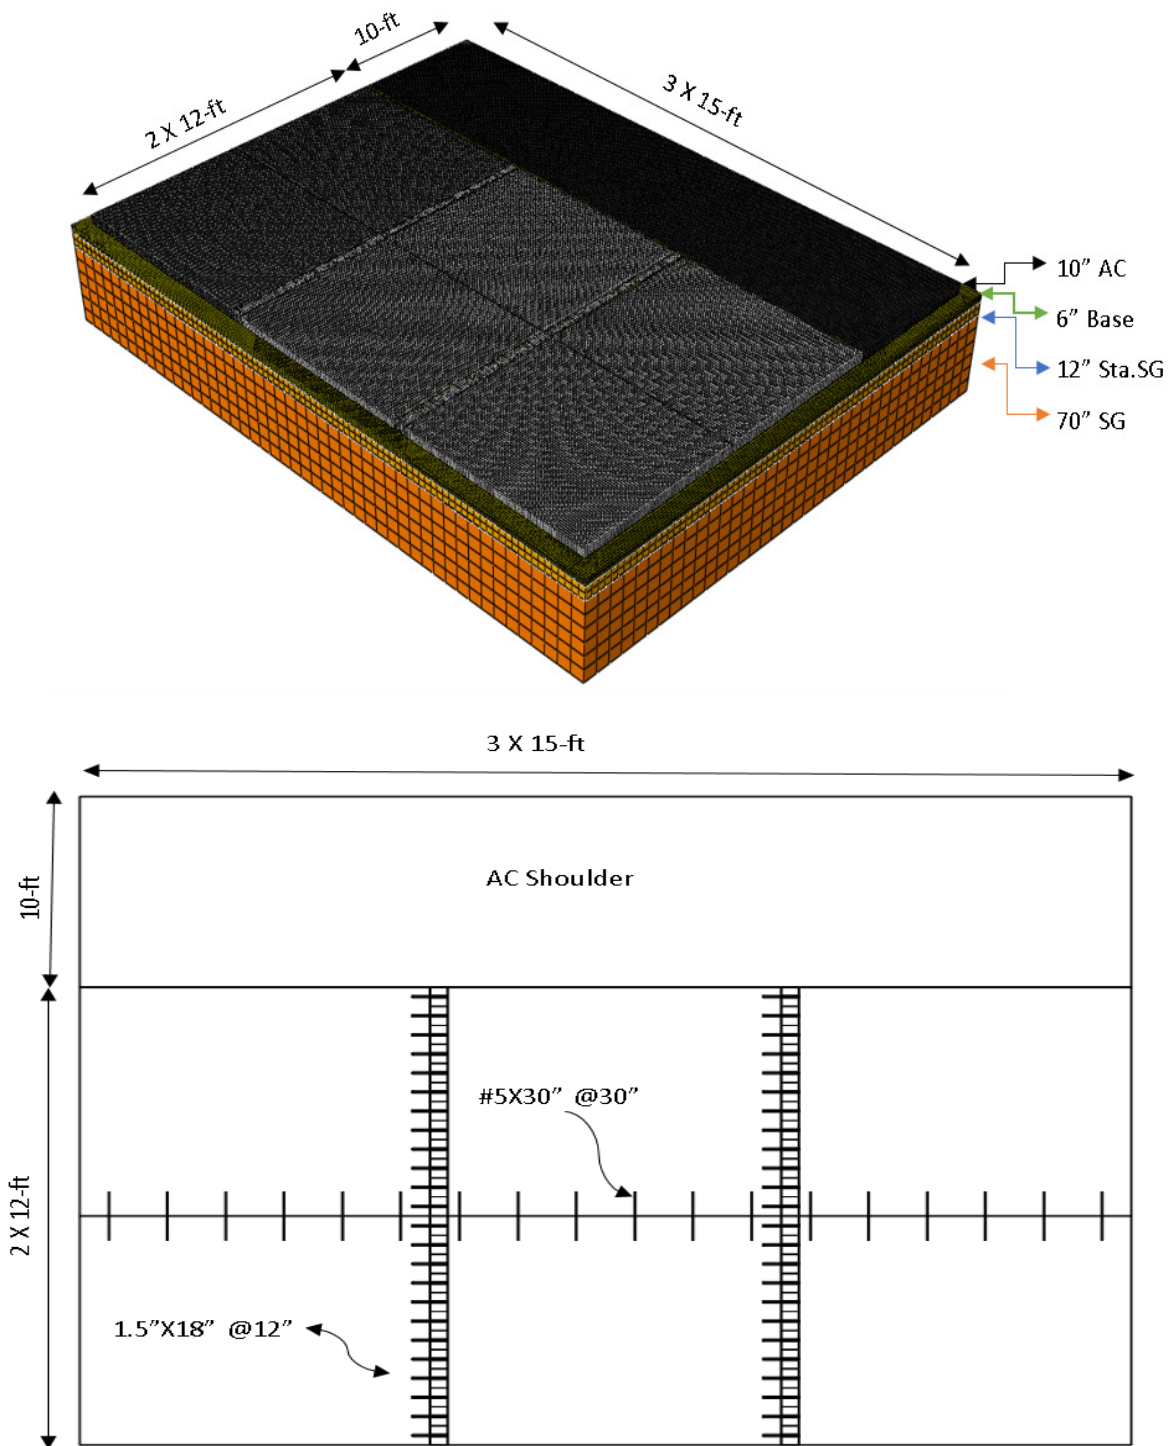 10-ft
2 X 12-ft
3 X 15-ft
10” AC
6” Base
12” Sta.SG
70” SG
3 X 15-ft
10-ft
AC Shoulder
#5X30” @30”
2 X 12-ft
1.5”X18” @12”